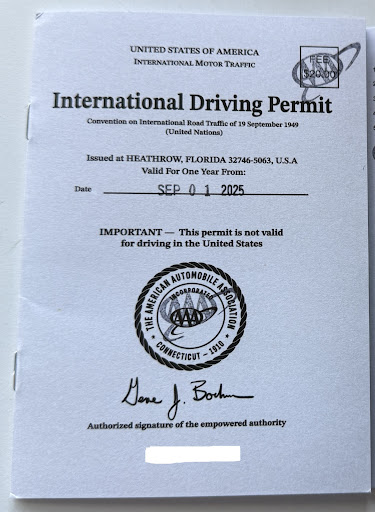 UNITED STATES OF AMERICA
INTERNATIONAL MOTOR TRAFFIC
FEE
$20.00
International Driving Permit
Convention on International Road Traffic of 19 September 1949
(United Nations)
Issued at HEATHROW, FLORIDA 32746-5063, U.S.A
Valid For One Year From:
Date SEP 01 2025
IMPORTANT — This permit is not valid
for driving in the United States
THE AMERICAN AUTOMOBILE ASSOCIATION
INCORPORATED
AAA
CONNECTICUT - 1910
Gene J. Boehm
Authorized signature of the empowered authority